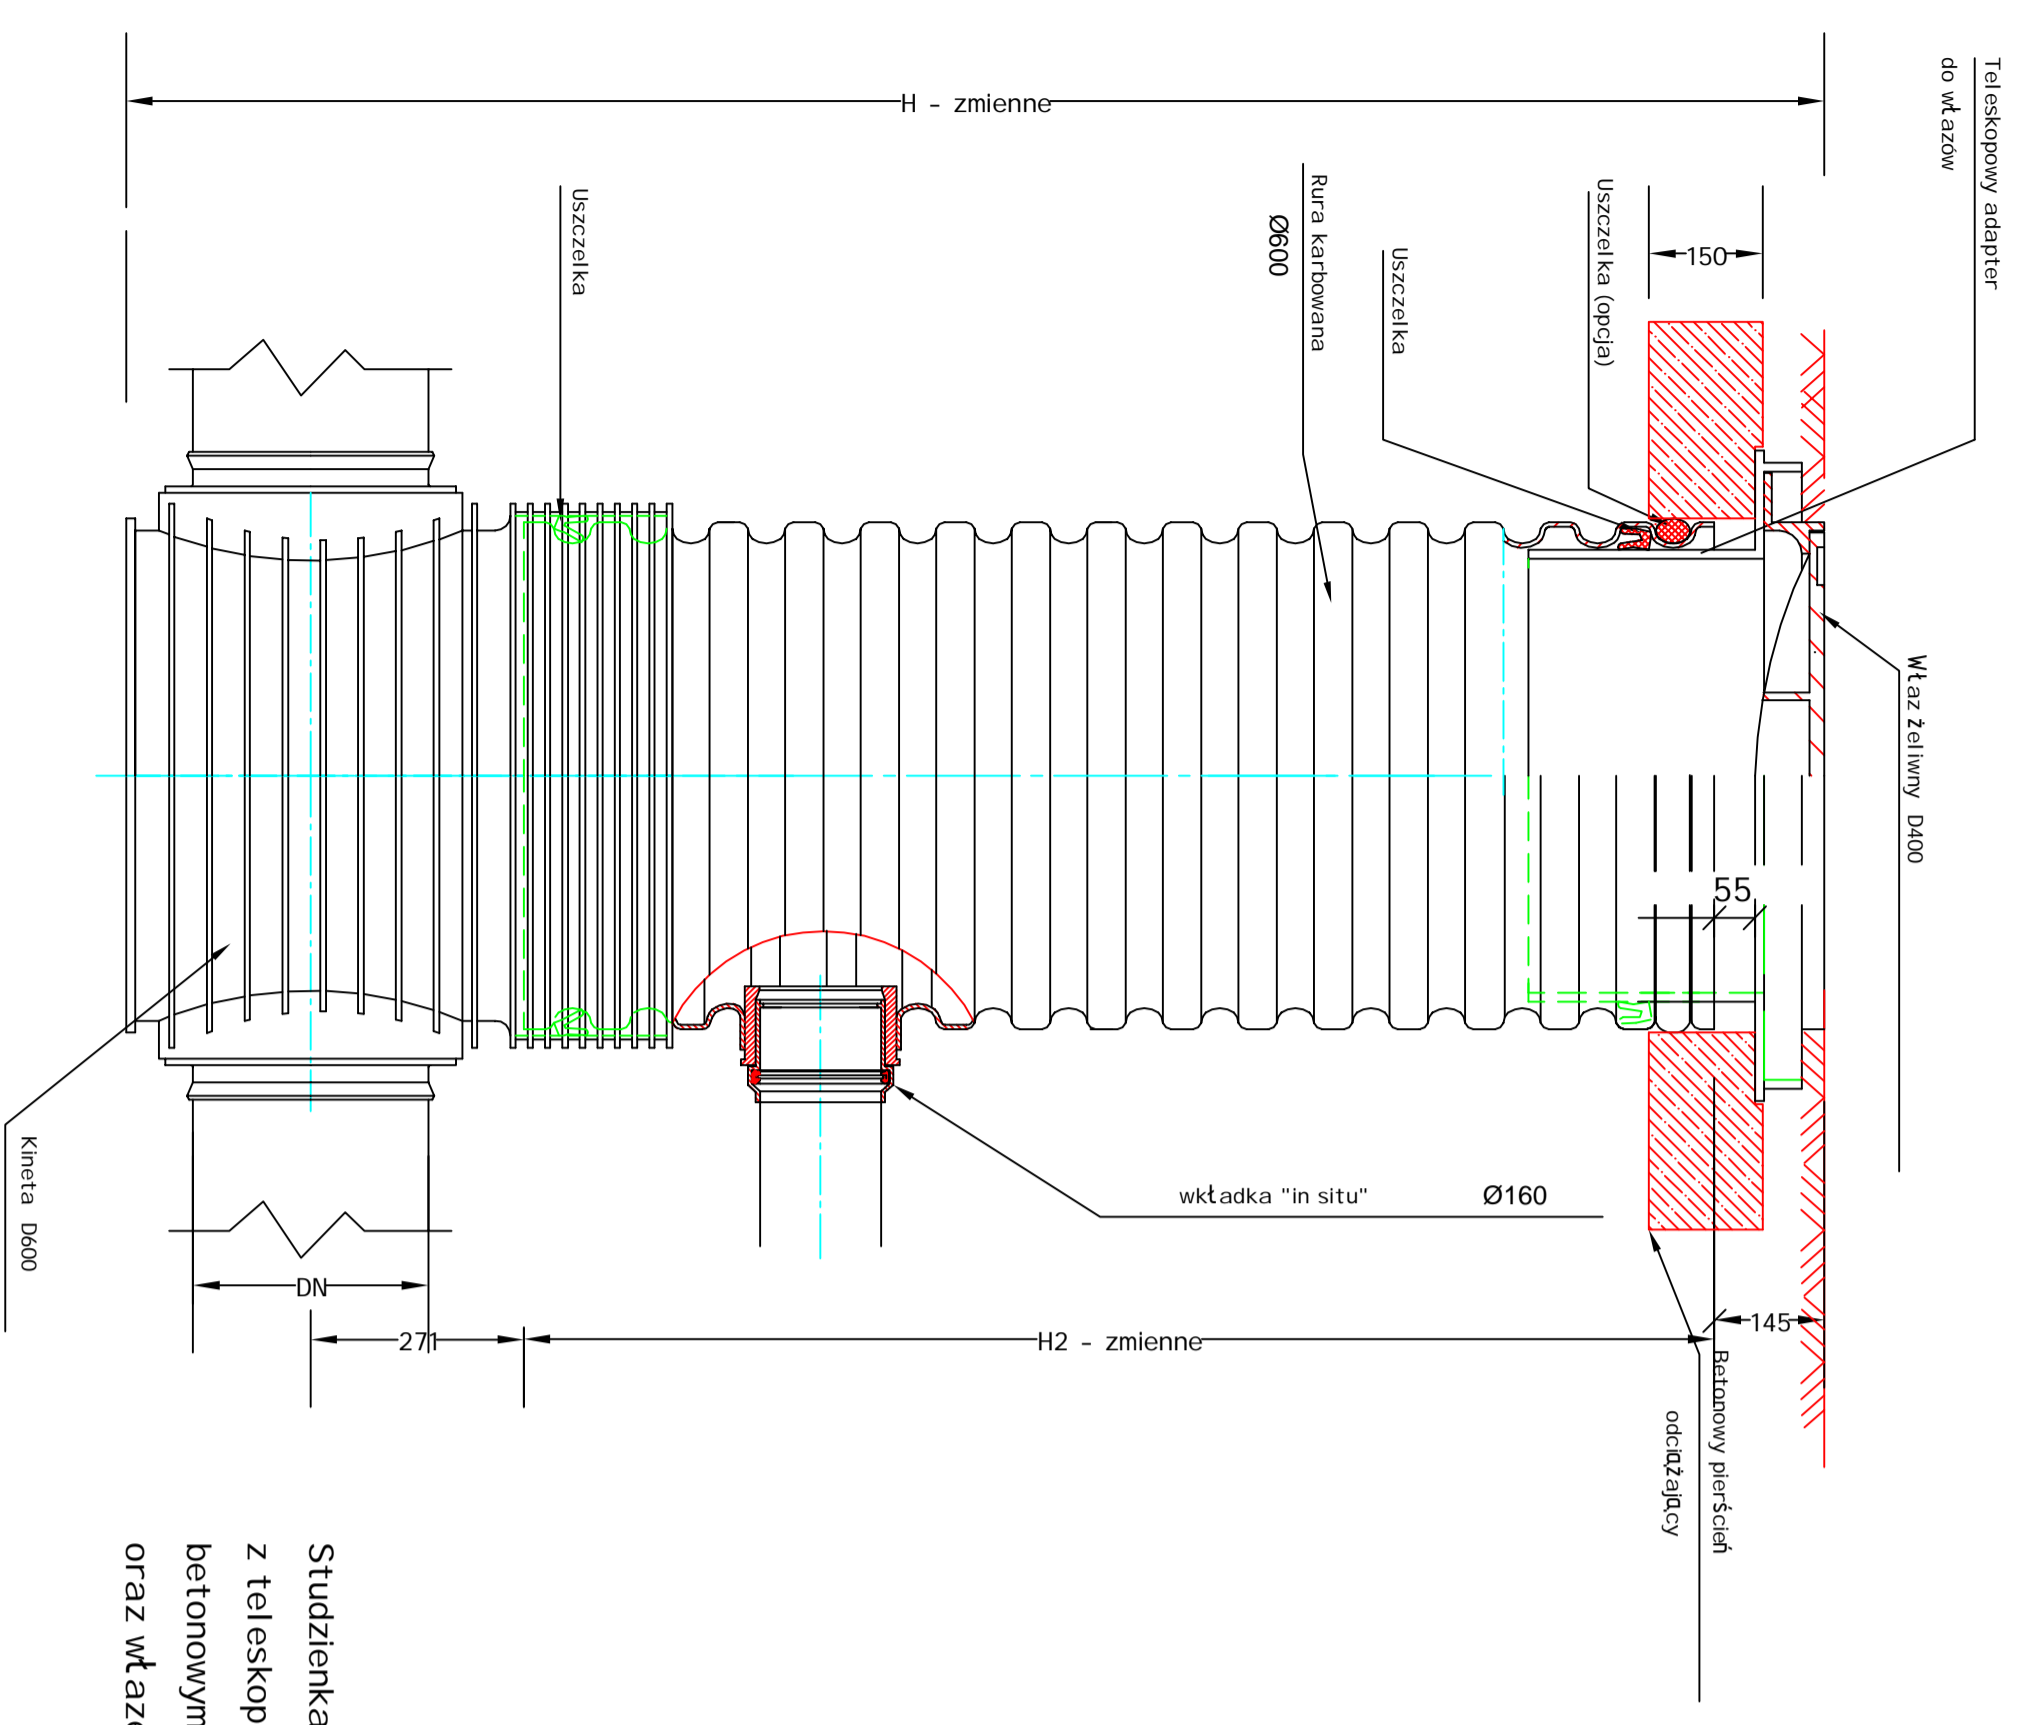 Teleskopowy adapter
do włazów
H - zmienne
150
Uszczelka (opcja)
Uszczelka
Rura karbowana
Ø600
Uszczelka
Właz żeliwny D400
55
wkładka "in situ" Ø160
Kineta D600
DN
271
H2 - zmienne
145
Betonowy pierścień
odciążający
Studzienka
z teleskop
betonowym
oraz właze